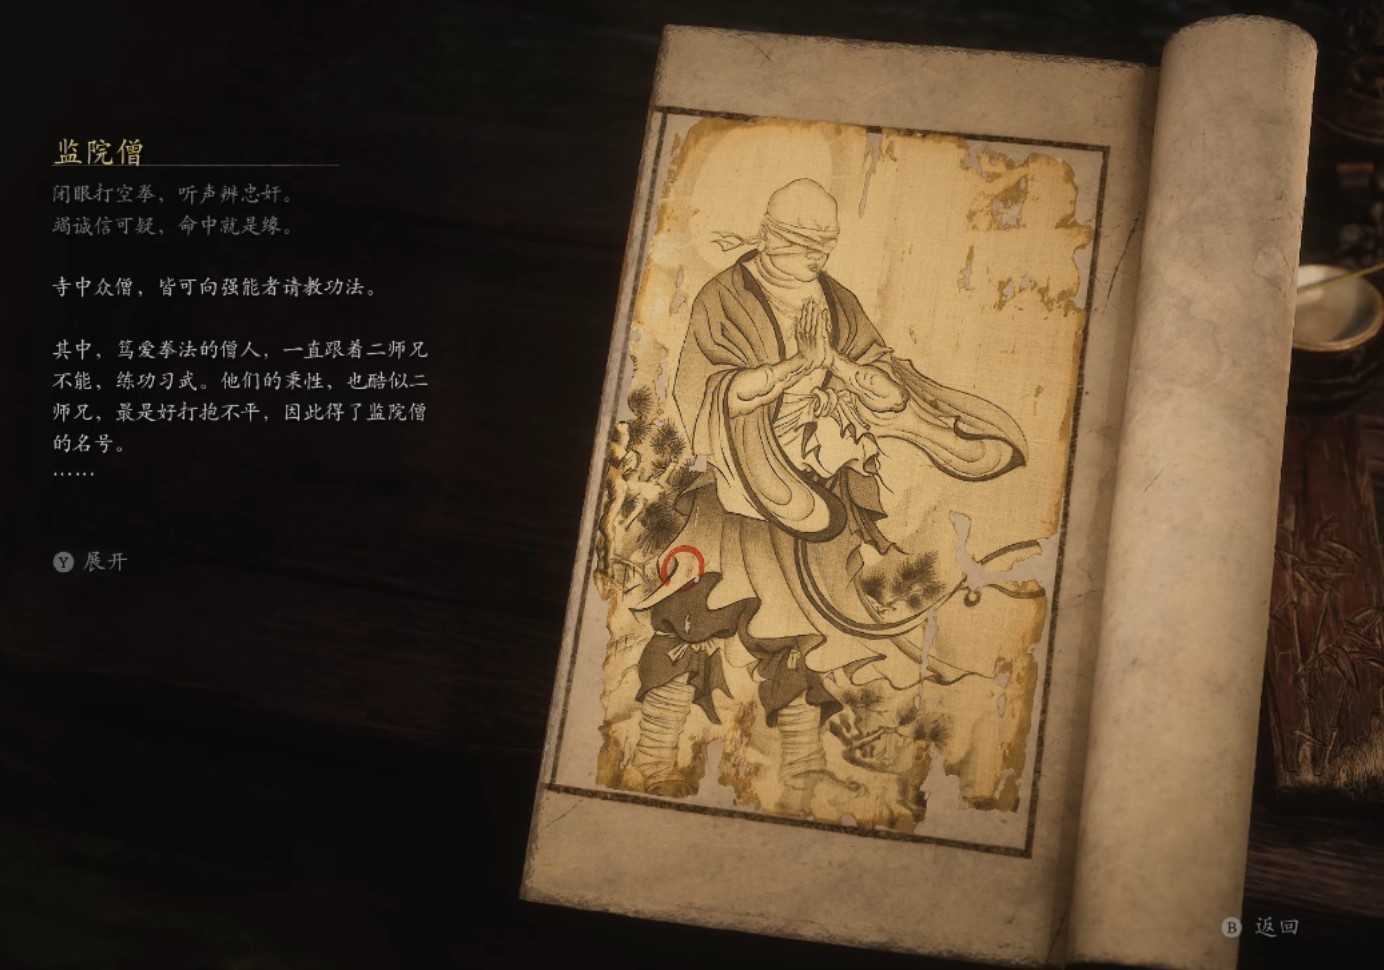 监院僧
闭眼打空拳，听声辨忠奸。
竭诚信可疑，命中就是缘。
寺中众僧，皆可向强能者请教功法。
其中，笃爱拳法的僧人，一直跟着二师兄
不能，练功习武。他们的秉性，也酷似二
师兄，最是好打抱不平，因此得了监院僧
的名号。
……
Y 展开
B 返回